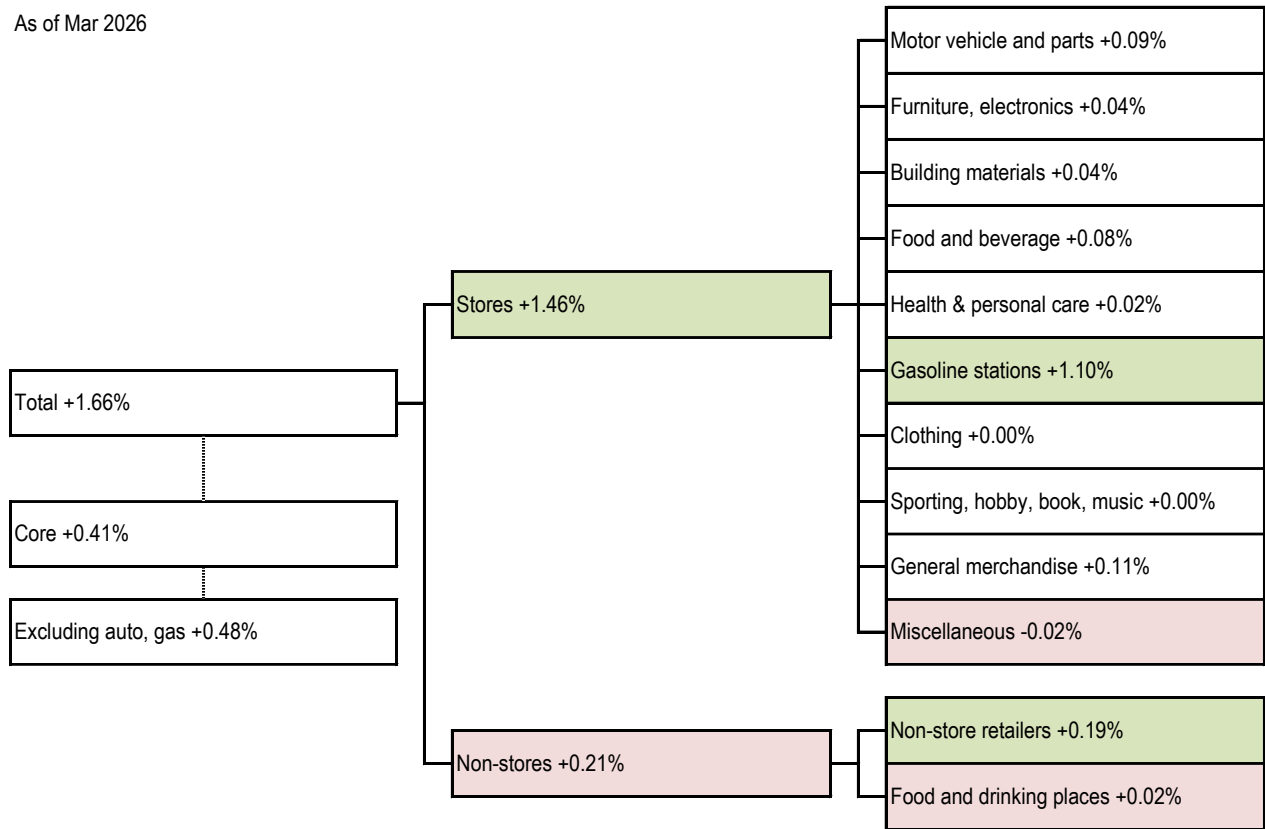 As of Mar 2026
Total +1.66%
Core +0.41%
Excluding auto, gas +0.48%
Stores +1.46%
Non-stores +0.21%
Motor vehicle and parts +0.09%
Furniture, electronics +0.04%
Building materials +0.04%
Food and beverage +0.08%
Health & personal care +0.02%
Gasoline stations +1.10%
Clothing +0.00%
Sporting, hobby, book, music +0.00%
General merchandise +0.11%
Miscellaneous -0.02%
Non-store retailers +0.19%
Food and drinking places +0.02%